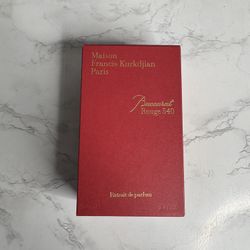 Maison
Francis Kurkdjian
Paris
Baccarat
Rouge 540
Extrait de parfum